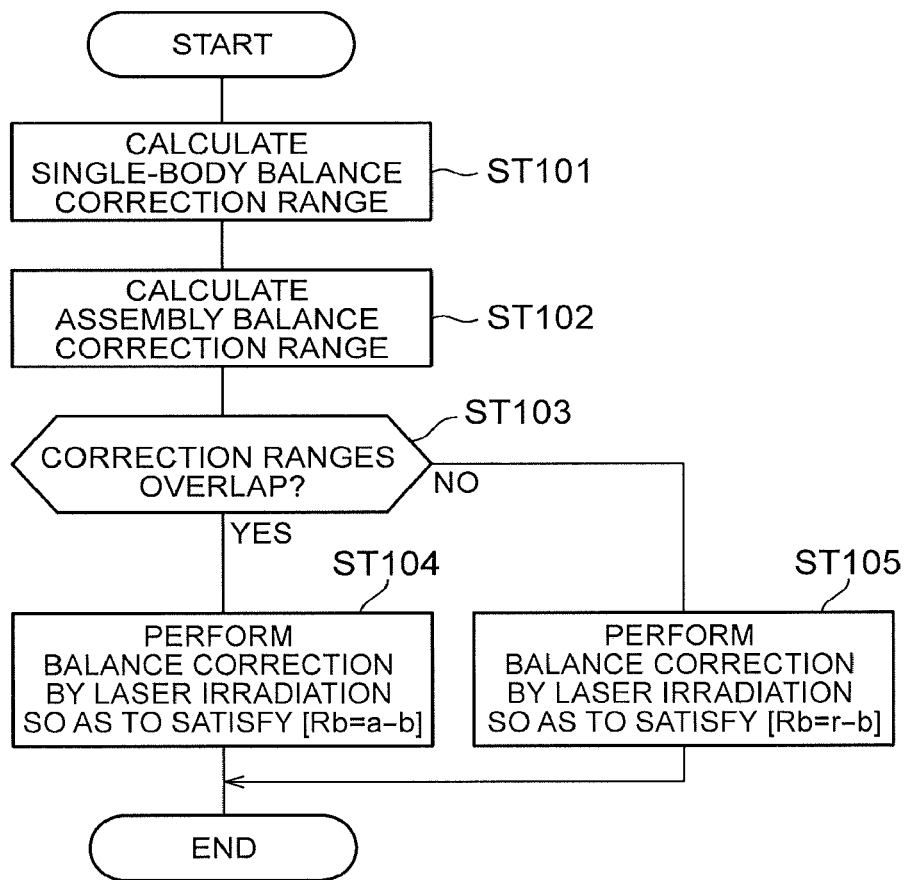 START
CALCULATE
SINGLE-BODY BALANCE
CORRECTION RANGE
ST101
CALCULATE
ASSEMBLY BALANCE
CORRECTION RANGE
ST102
ST103
CORRECTION RANGES
OVERLAP?
NO
YES
ST104
PERFORM
BALANCE CORRECTION
BY LASER IRRADIATION
SO AS TO SATISFY [Rb=a–b]
ST105
PERFORM
BALANCE CORRECTION
BY LASER IRRADIATION
SO AS TO SATISFY [Rb=r–b]
END